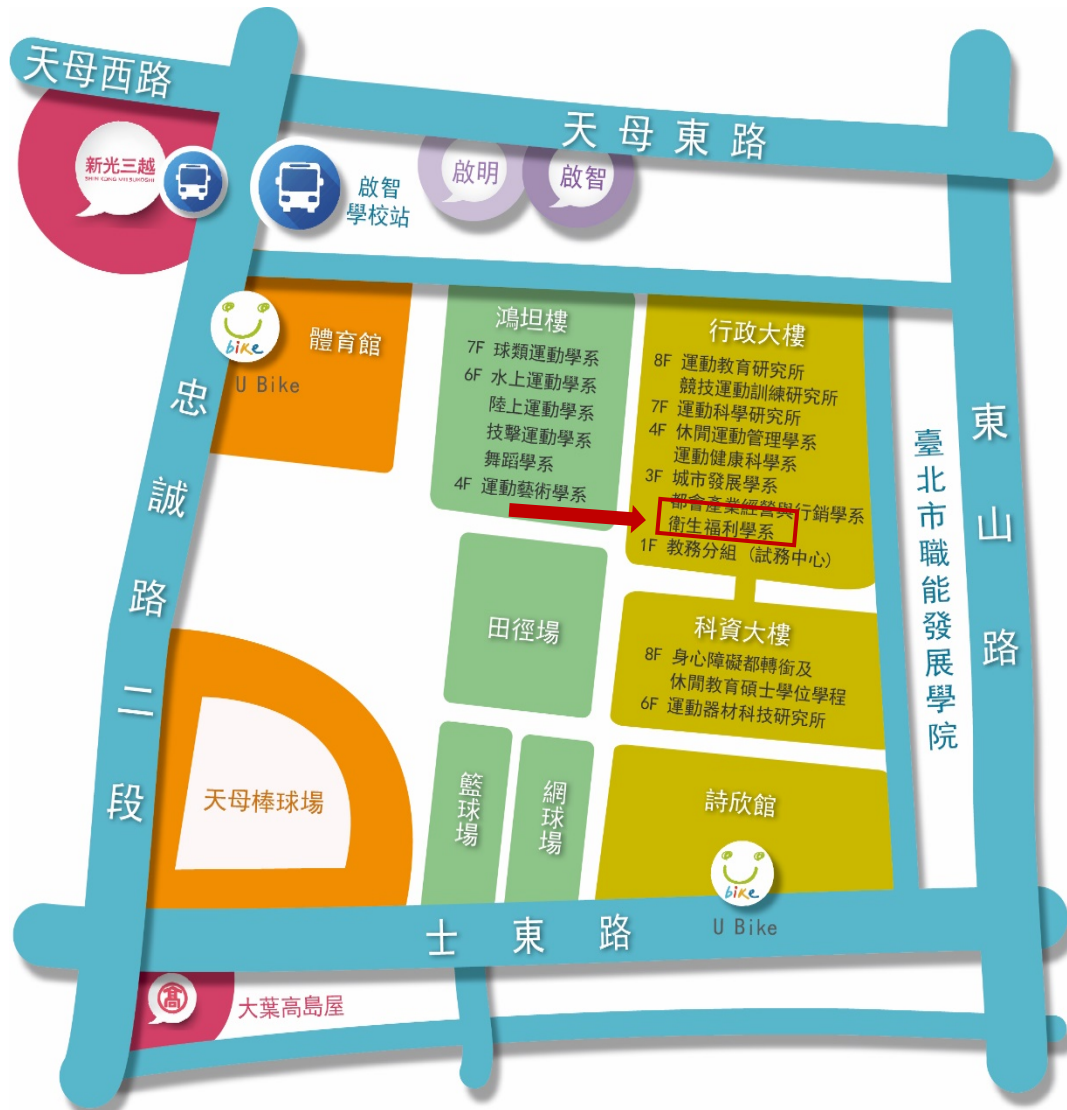 天母西路
天母東路
新光三越
SHIN KONG MITSUKOSHI
啟智
學校站
啟明
啟智
bike
U Bike
體育館
鴻坦樓
7F 球類運動學系
6F 水上運動學系
陸上運動學系
技擊運動學系
舞蹈學系
4F 運動藝術學系
行政大樓
8F 運動教育研究所
競技運動訓練研究所
7F 運動科學研究所
4F 休閒運動管理學系
運動健康科學系
3F 城市發展學系
都會產業經營與行銷學系
衛生福利學系
1F 教務分組（試務中心）
忠誠路二段
東山路
臺北市職能發展學院
田徑場
科資大樓
8F 身心障礙都轉銜及
休閒教育碩士學位學程
6F 運動器材科技研究所
天母棒球場
籃球場
網球場
詩欣館
bike
U Bike
士東路
髙
大葉高島屋